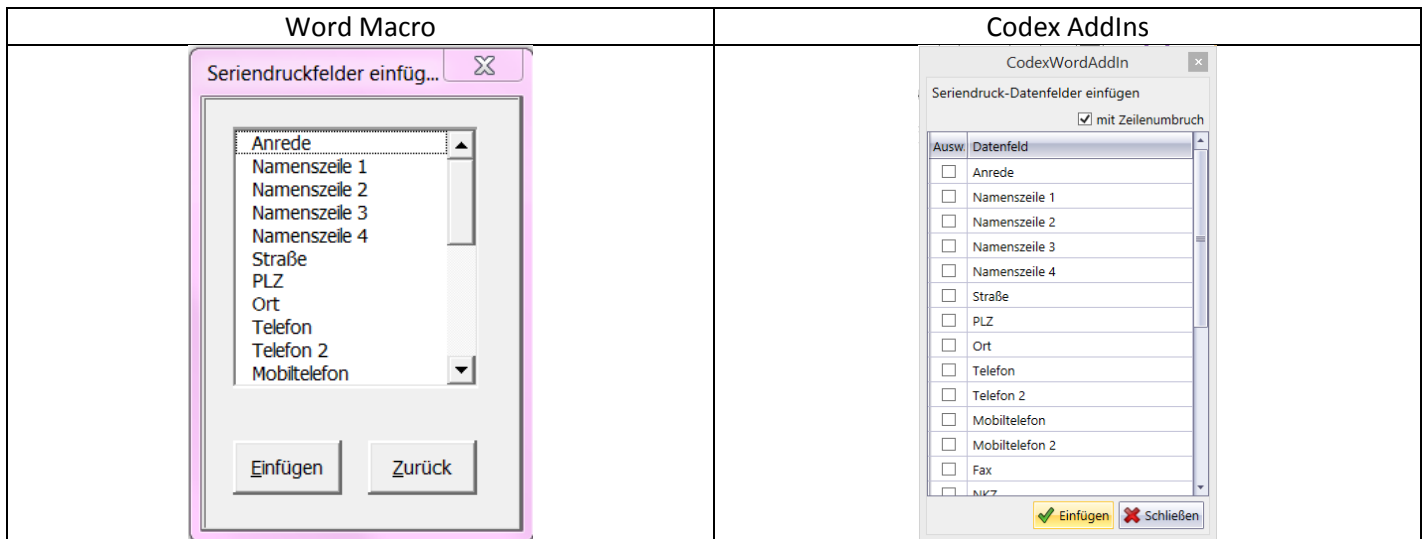 Word Macro
Codex AddIns
Seriendruckfelder einfüg...
Anrede
Namenszeile 1
Namenszeile 2
Namenszeile 3
Namenszeile 4
Straße
PLZ
Ort
Telefon
Telefon 2
Mobiltelefon
Einfügen
Zurück
CodexWordAddIn
Seriendruck-Datenfelder einfügen
mit Zeilenumbruch
Ausw. Datenfeld
Anrede
Namenszeile 1
Namenszeile 2
Namenszeile 3
Namenszeile 4
Straße
PLZ
Ort
Telefon
Telefon 2
Mobiltelefon
Mobiltelefon 2
Fax
NKZ
Einfügen
Schließen